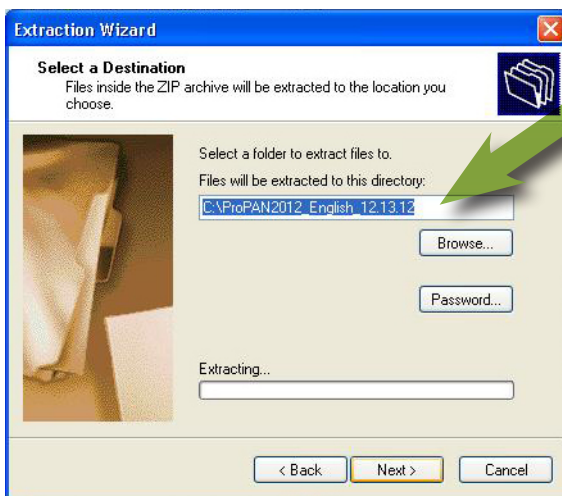 Extraction Wizard
Select a Destination
Files inside the ZIP archive will be extracted to the location you
choose.
Select a folder to extract files to.
Files will be extracted to this directory:
C:\ProPAN2012_English_12.13.12
Browse...
Password...
Extracting...
< Back
Next >
Cancel